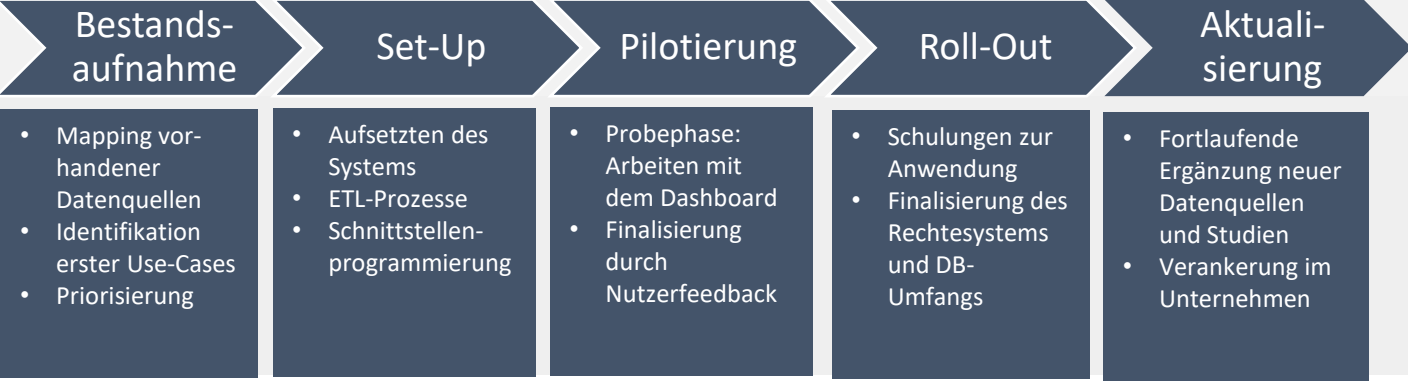 Bestands-
aufnahme
Set-Up
Pilotierung
Roll-Out
Aktuali-
sierung
• Mapping vor-
handener
Datenquellen
• Identifikation
erster Use-Cases
• Priorisierung
• Aufsetzten des
Systems
• ETL-Prozesse
• Schnittstellen-
programmierung
• Probephase:
Arbeiten mit
dem Dashboard
• Finalisierung
durch
Nutzerfeedback
• Schulungen zur
Anwendung
• Finalisierung des
Rechtesystems
und DB-
Umfangs
• Fortlaufende
Ergänzung neuer
Datenquellen
und Studien
• Verankerung im
Unternehmen